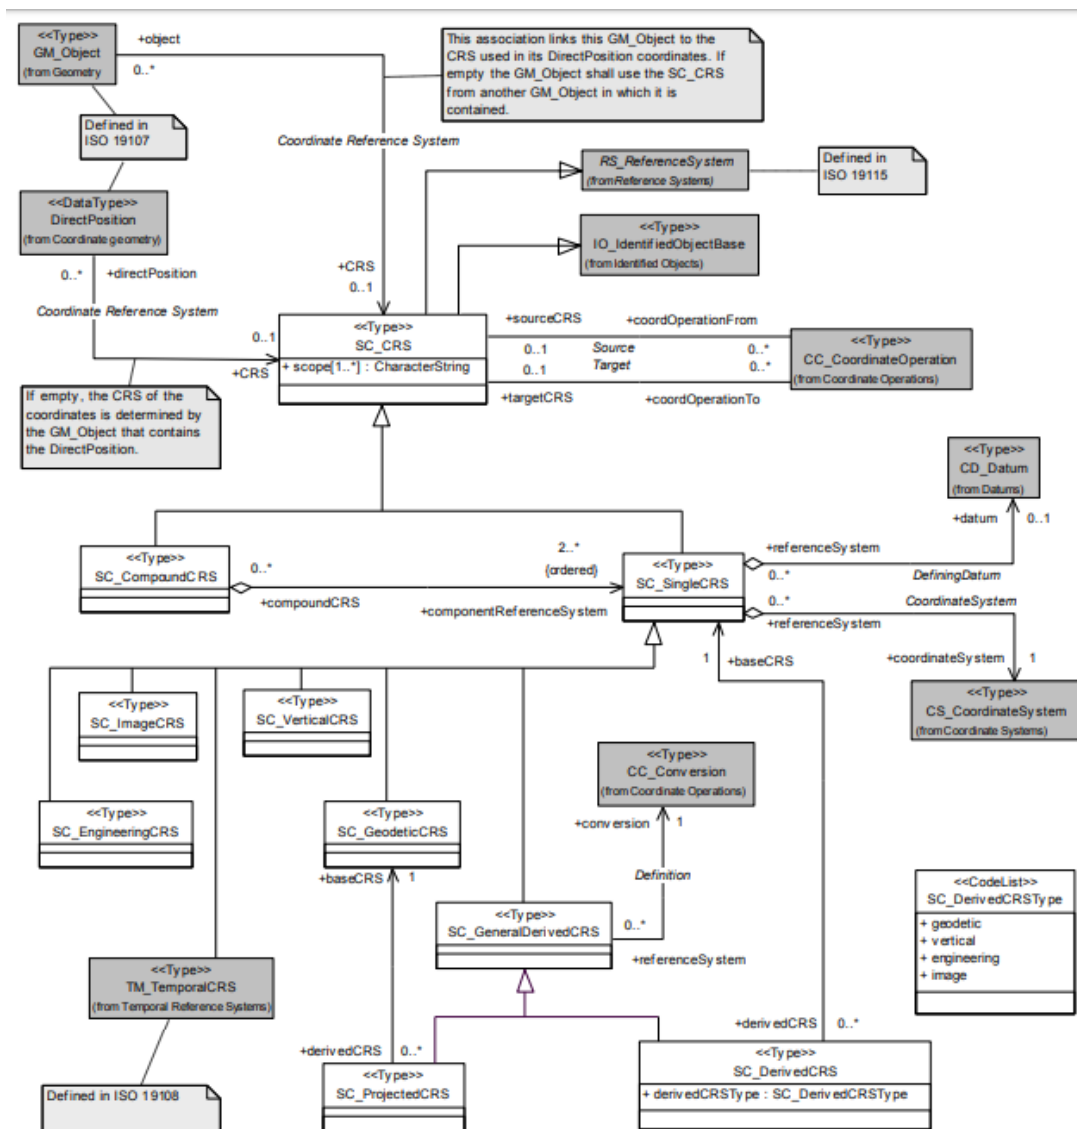 <<Type>>
GM_Object
(from Geometry
+object
0..*
This association links this GM_Object to the
CRS used in its DirectPosition coordinates. If
empty the GM_Object shall use the SC_CRS
from another GM_Object in which it is
contained.
Defined in
ISO 19107
Coordinate Reference System
RS_ReferenceSystem
(from Reference Systems)
Defined in
ISO 19115
<<DataType>>
DirectPosition
(from Coordinate geometry)
<<Type>>
IO_IdentifiedObjectBase
(from Identified Objects)
0..*
+directPosition
+CRS
0..1
Coordinate Reference System
0..1
+CRS
<<Type>>
SC_CRS
+ scope[1..*] : CharacterString
+sourceCRS
+coordOperationFrom
0..1
Source
0..*
0..1
Target
0..*
+targetCRS
+coordOperationTo
<<Type>>
CC_CoordinateOperation
(from Coordinate Operations)
If empty, the CRS of the
coordinates is determined by
the GM_Object that contains
the DirectPosition.
<<Type>>
CD_Datum
(from Datums)
+datum
0..1
<<Type>>
SC_CompoundCRS
0..*
+compoundCRS
2..*
(ordered)
+componentReferenceSystem
<<Type>>
SC_SingleCRS
+referenceSystem
0..*
DefiningDatum
0..*
CoordinateSystem
+referenceSystem
1
+baseCRS
+coordinateSystem
1
<<Type>>
CS_CoordinateSystem
(from Coordinate Systems)
<<Type>>
SC_ImageCRS
<<Type>>
SC_VerticalCRS
<<Type>>
CC_Conversion
(from Coordinate Operations)
<<Type>>
SC_EngineeringCRS
<<Type>>
SC_GeodeticCRS
+conversion
1
+baseCRS
1
Definition
<<CodeList>>
SC_DerivedCRSType
+ geodetic
+ vertical
+ engineering
+ image
<<Type>>
SC_GeneralDerivedCRS
0..*
+referenceSystem
<<Type>>
TM_TemporalCRS
(from Temporal Reference Systems)
+derivedCRS
0..*
+derivedCRS
0..*
Defined in ISO 19108
<<Type>>
SC_ProjectedCRS
<<Type>>
SC_DerivedCRS
+ derivedCRSType : SC_DerivedCRSType